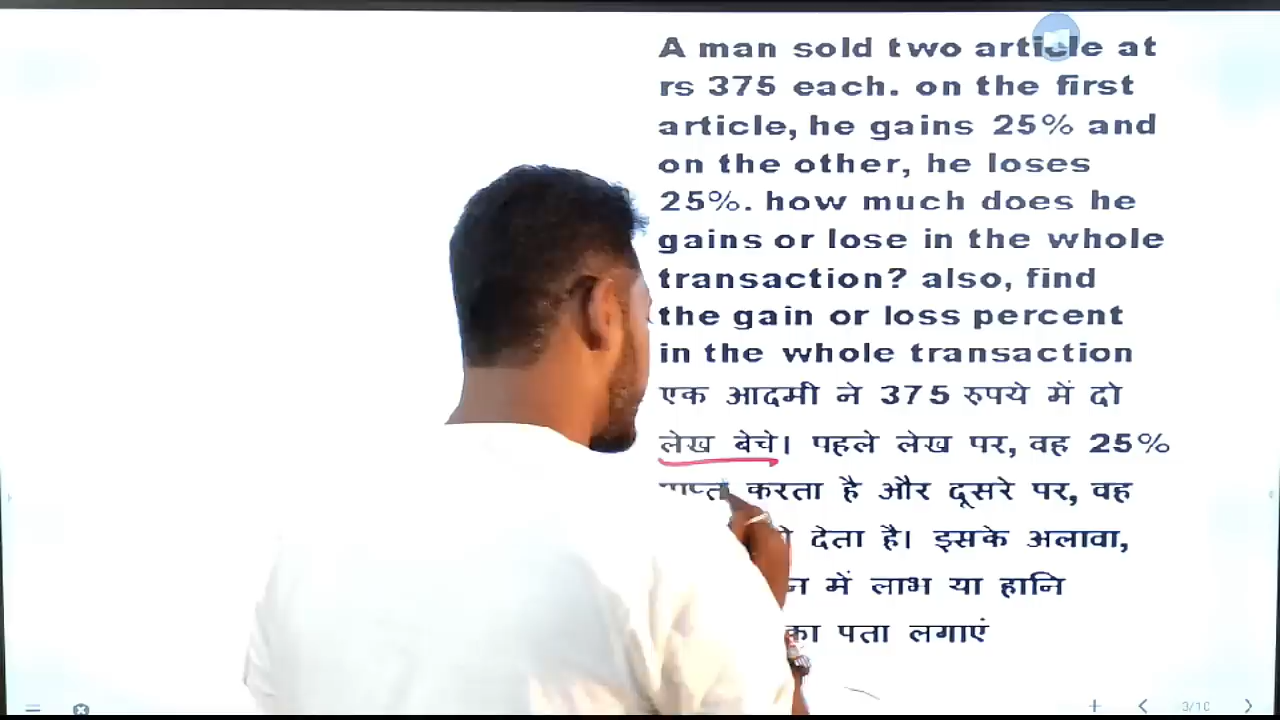 A man sold two article at
rs 375 each. on the first
article, he gains 25% and
on the other, he loses
25%. how much does he
gains or lose in the whole
transaction? also, find
the gain or loss percent
in the whole transaction
एक आदमी ने 375 रुपये में दो
लेख बेचे। पहले लेख पर, वह 25%
प्राप्त करता है और दूसरे पर, वह
देता है। इसके अलावा,
में लाभ या हानि
का पता लगाएं
3/10